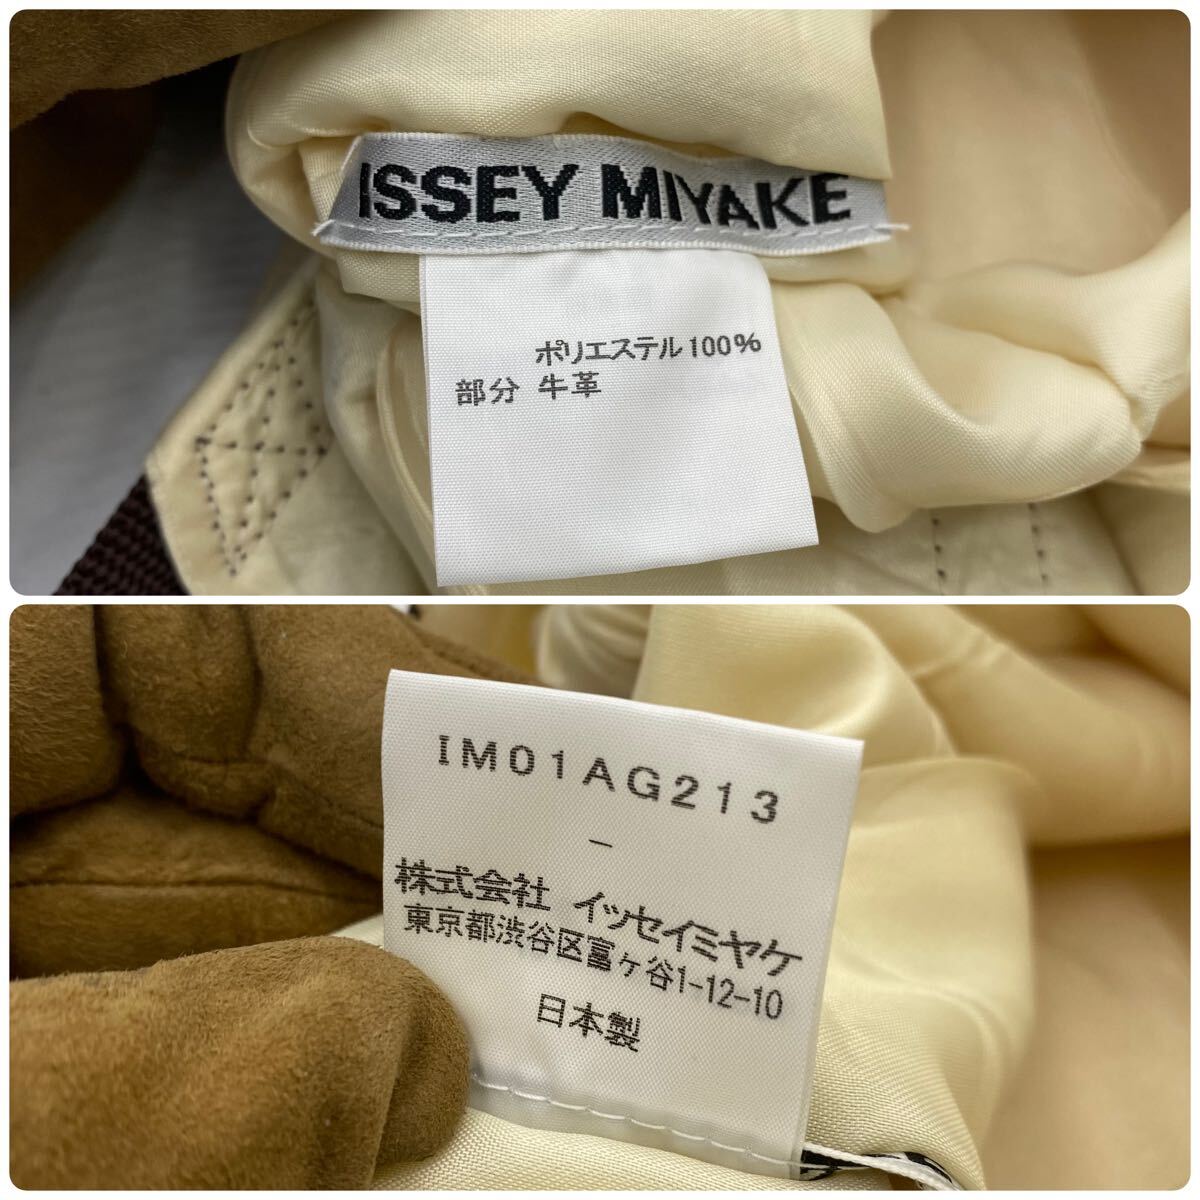 ISSEY MIYAKE
ポリエステル100%
部分 牛革
IM01AG213
-
株式会社 イッセイミヤケ
東京都渋谷区富ヶ谷1-12-10
日本製